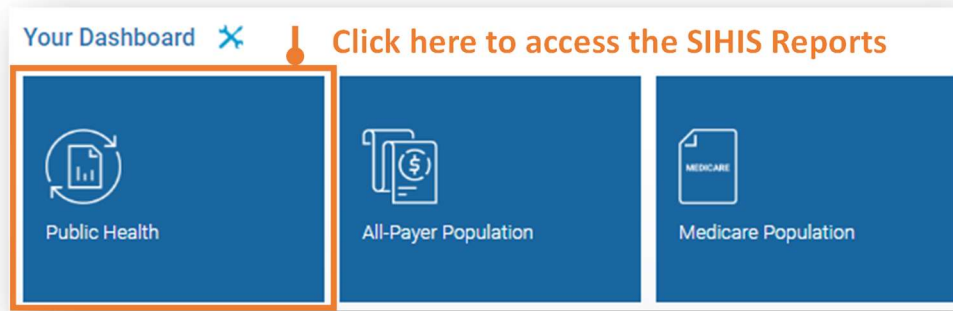 Your Dashboard
Click here to access the SIHIS Reports
MEDICARE
Public Health
All-Payer Population
Medicare Population